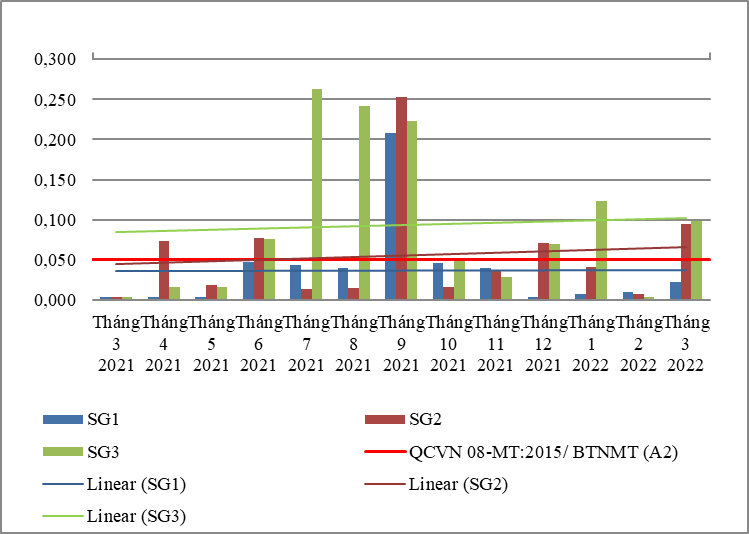 0,300
0,250
0,200
0,150
0,100
0,050
0,000
Tháng Tháng Tháng Tháng Tháng Tháng Tháng Tháng Tháng Tháng Tháng Tháng Tháng
3 4 5 6 7 8 9 10 11 12 1 2 3
2021 2021 2021 2021 2021 2021 2021 2021 2021 2021 2022 2022 2022
SG1 SG2
SG3 QCVN 08-MT:2015/ BTNMT (A2)
Linear (SG1) Linear (SG2)
Linear (SG3)